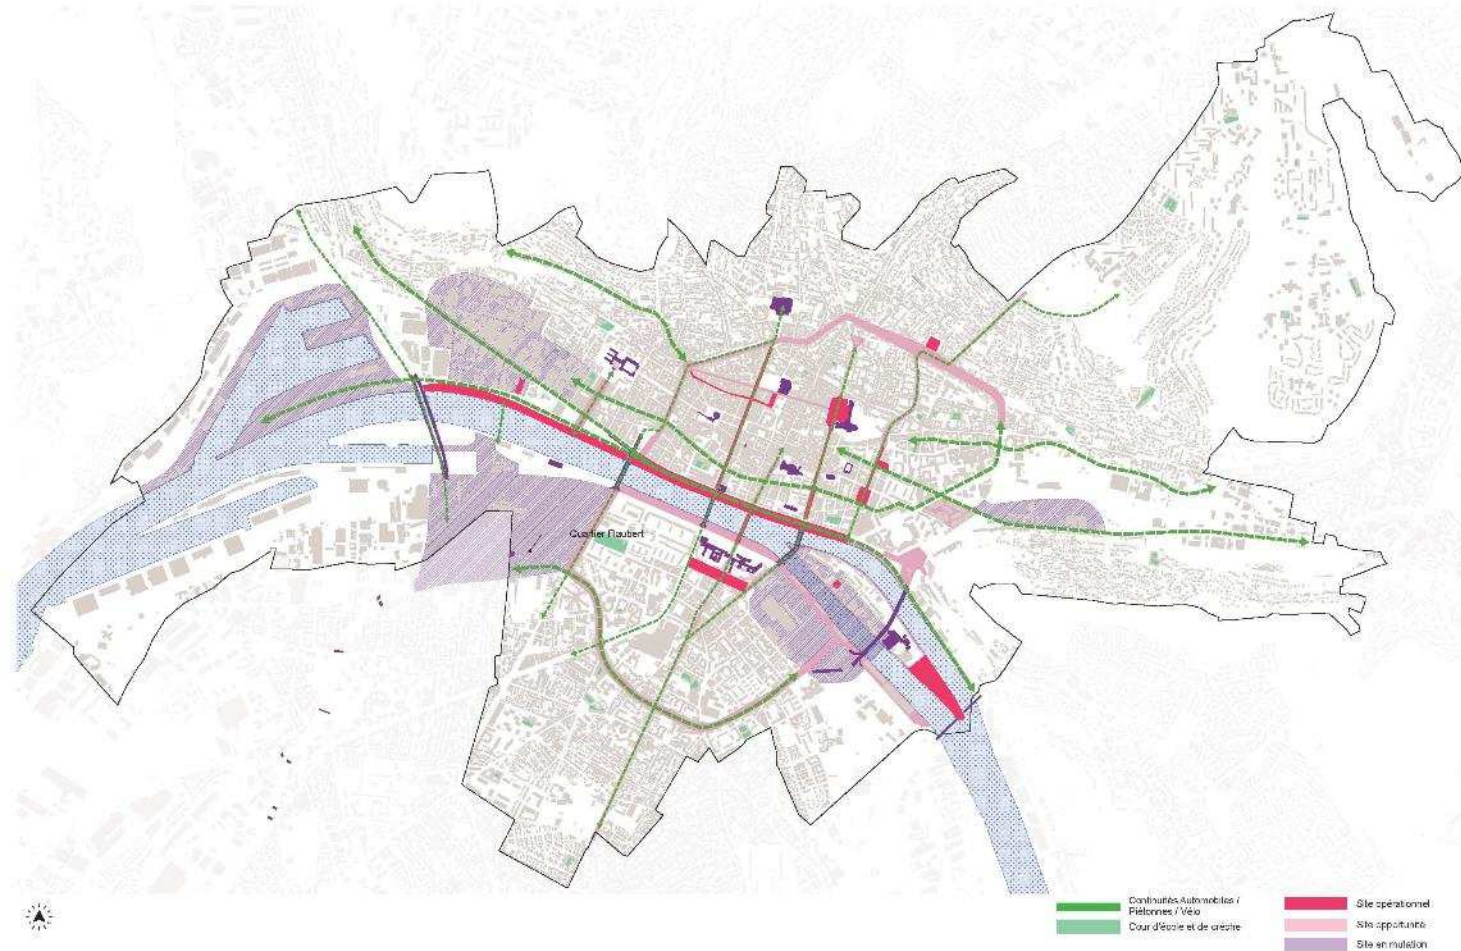 Quartier Flaubert
Continuités Automobiles /
Piétonnes / Vélo
Cour d'école et de crèche
Site opérationnel
Site opportunité
Site en mutation